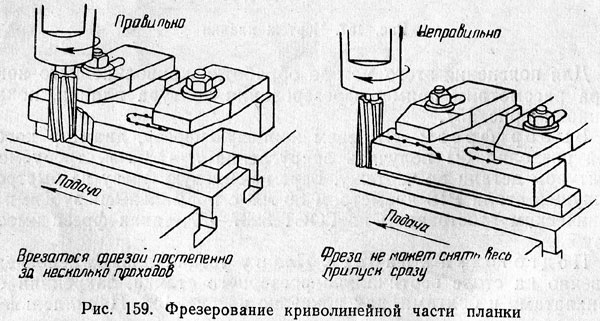 Правильно
Неправильно
Подача
Подача
Врезаться фрезой постепенно
за несколько проходов
Фреза не может снять весь
припуск сразу
Рис. 159. Фрезерование криволинейной части планки